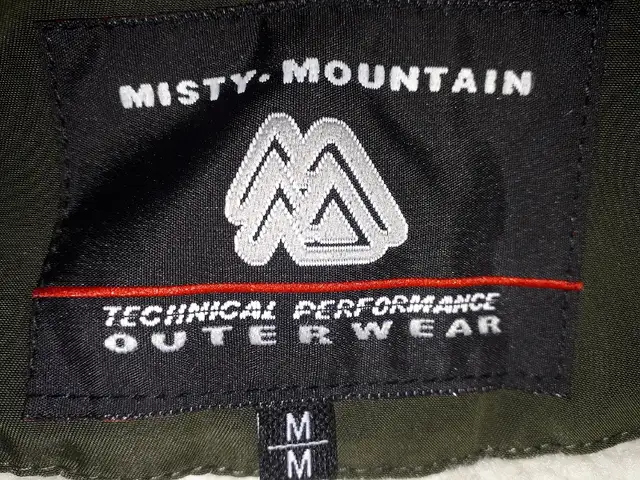 MISTY·MOUNTAIN
TECHNICAL PERFORMANCE
OUTERWEAR
M
M